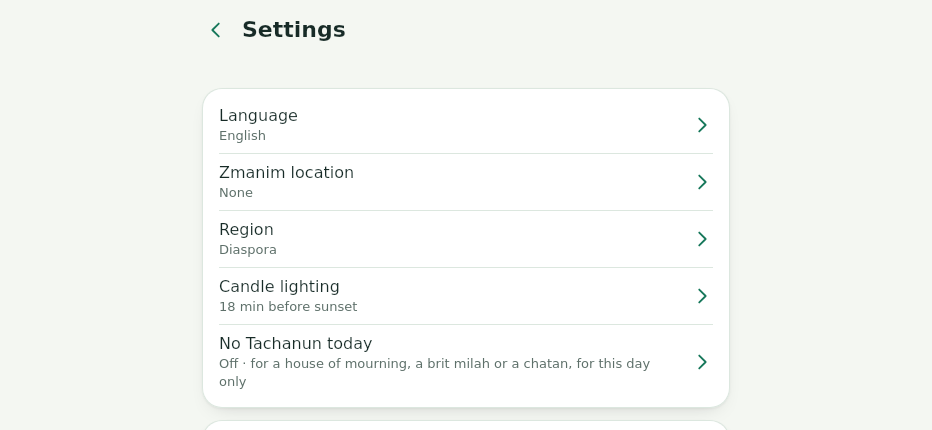 Settings
Language
English
Zmanim location
None
Region
Diaspora
Candle lighting
18 min before sunset
No Tachanun today
Off · for a house of mourning, a brit milah or a chatan, for this day
only